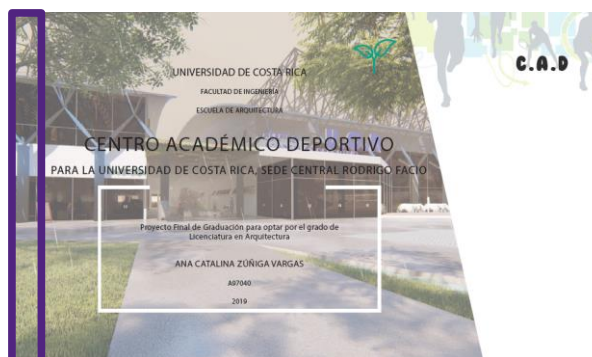 UNIVERSIDAD DE COSTA RICA
FACULTAD DE INGENIERÍA
ESCUELA DE ARQUITECTURA
CENTRO ACADÉMICO DEPORTIVO
PARA LA UNIVERSIDAD DE COSTA RICA, SEDE CENTRAL RODRIGO FACIO
Proyecto Final de Graduación para optar por el grado de
Licenciatura en Arquitectura
ANA CATALINA ZÚÑIGA VARGAS
A97040
2019
C.A.D